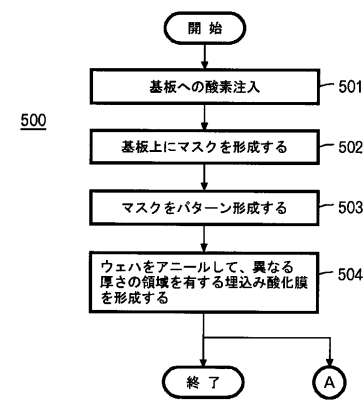 開 始
基板への酸素注入
501
500
基板上にマスクを形成する
502
マスクをパターン形成する
503
ウェハをアニールして、異なる
厚さの領域を有する埋込み酸化膜
を形成する
504
終 了
A